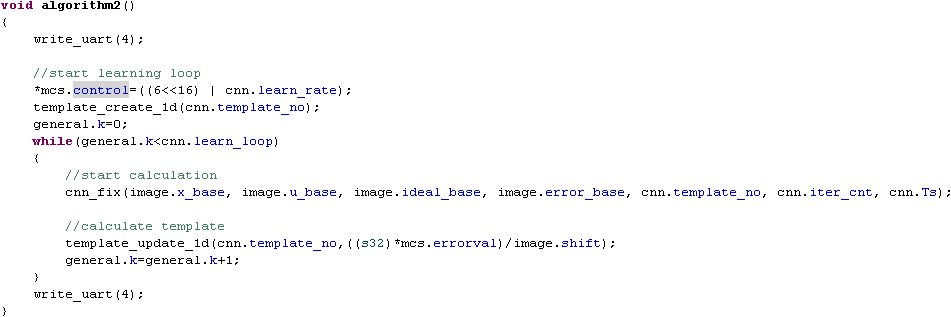 void algorithm2()
{
write_uart(4);
//start learning loop
*mcs.control=((6<<16) | cnn.learn_rate);
template_create_1d(cnn.template_no);
general.k=0;
while(general.k<cnn.learn_loop)
{
//start calculation
cnn_fix(image.x_base, image.u_base, image.ideal_base, image.error_base, cnn.template_no, cnn.iter_cnt, cnn.Ts);
//calculate template
template_update_1d(cnn.template_no,((s32)*mcs.errorval)/image.shift);
general.k=general.k+1;
}
write_uart(4);
}